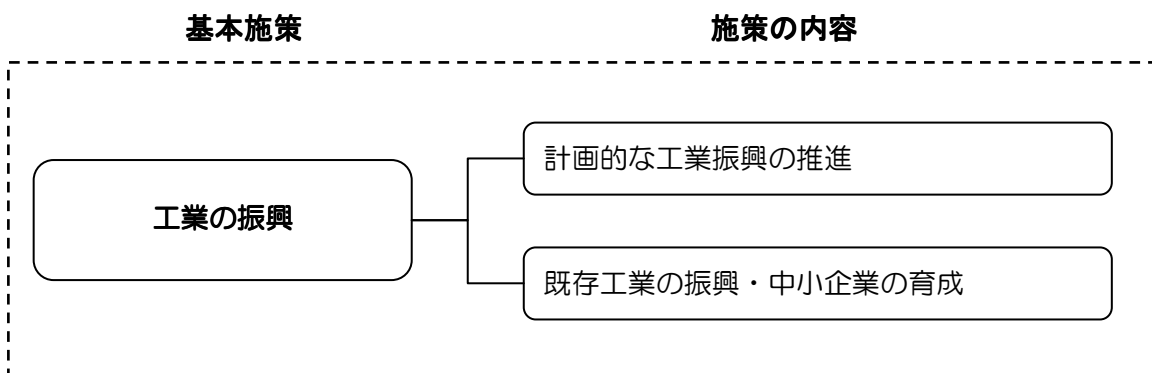 基本施策
施策の内容
計画的な工業振興の推進
工業の振興
既存工業の振興・中小企業の育成